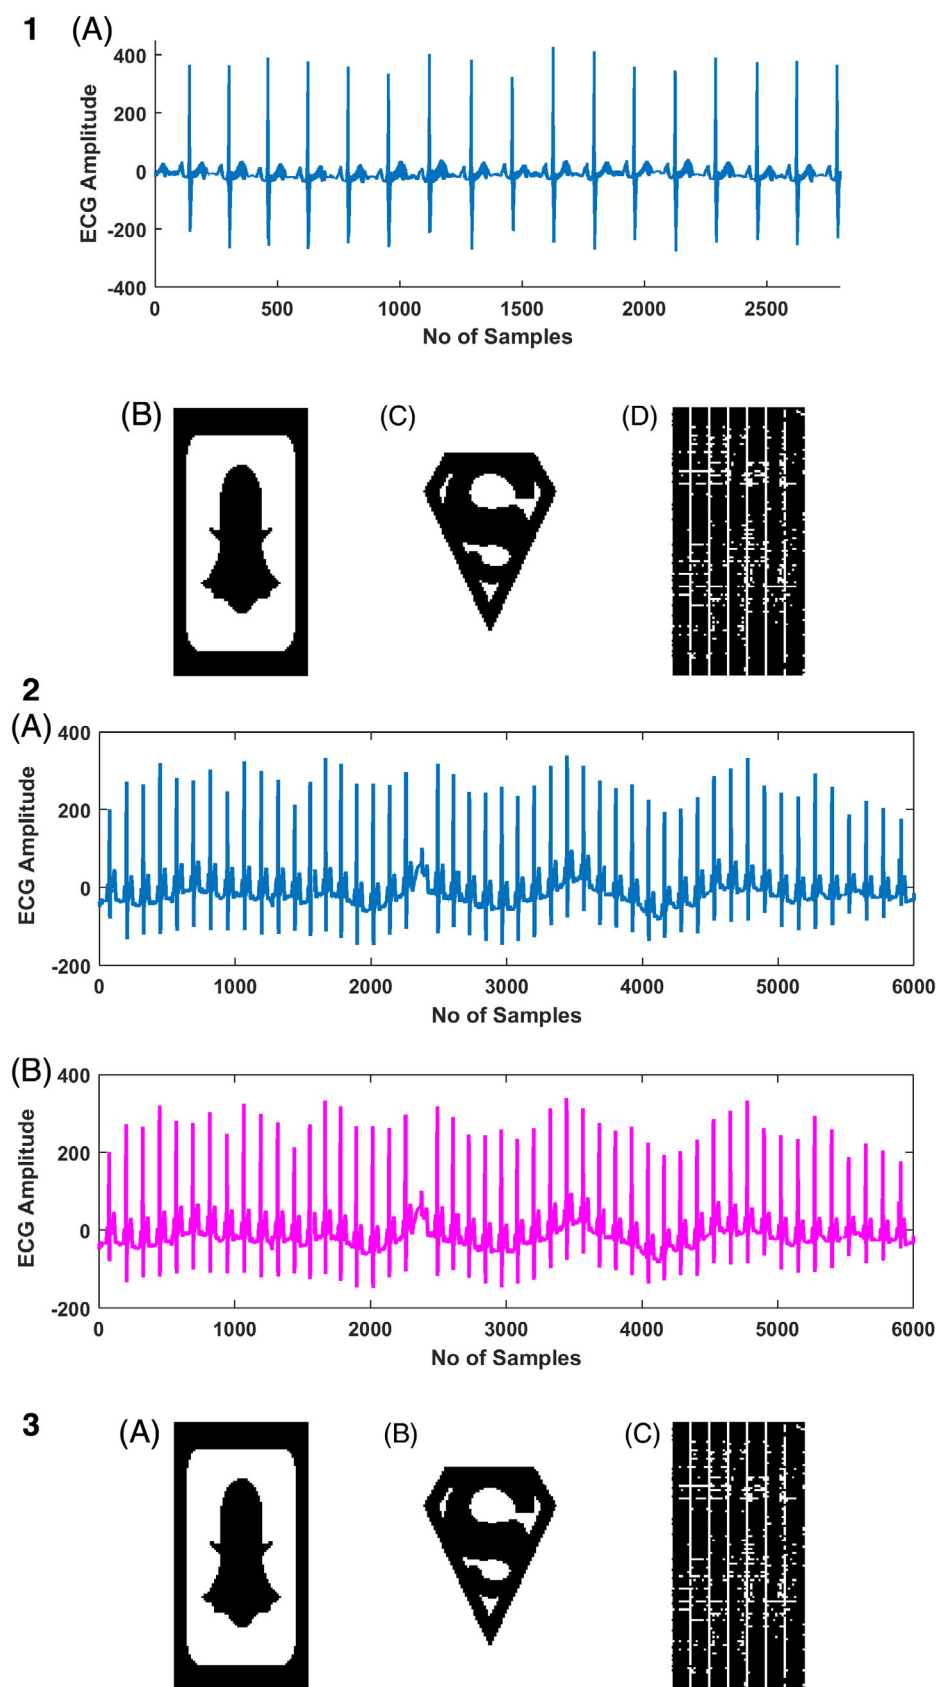 1 (A)
400
200
0
-200
-400
ECG Amplitude
0 500 1000 1500 2000 2500
No of Samples
(B) (C) (D)
S
2
(A)
400
200
0
-200
ECG Amplitude
0 1000 2000 3000 4000 5000 6000
No of Samples
(B)
400
200
0
-200
ECG Amplitude
0 1000 2000 3000 4000 5000 6000
No of Samples
3 (A) (B) (C)
S